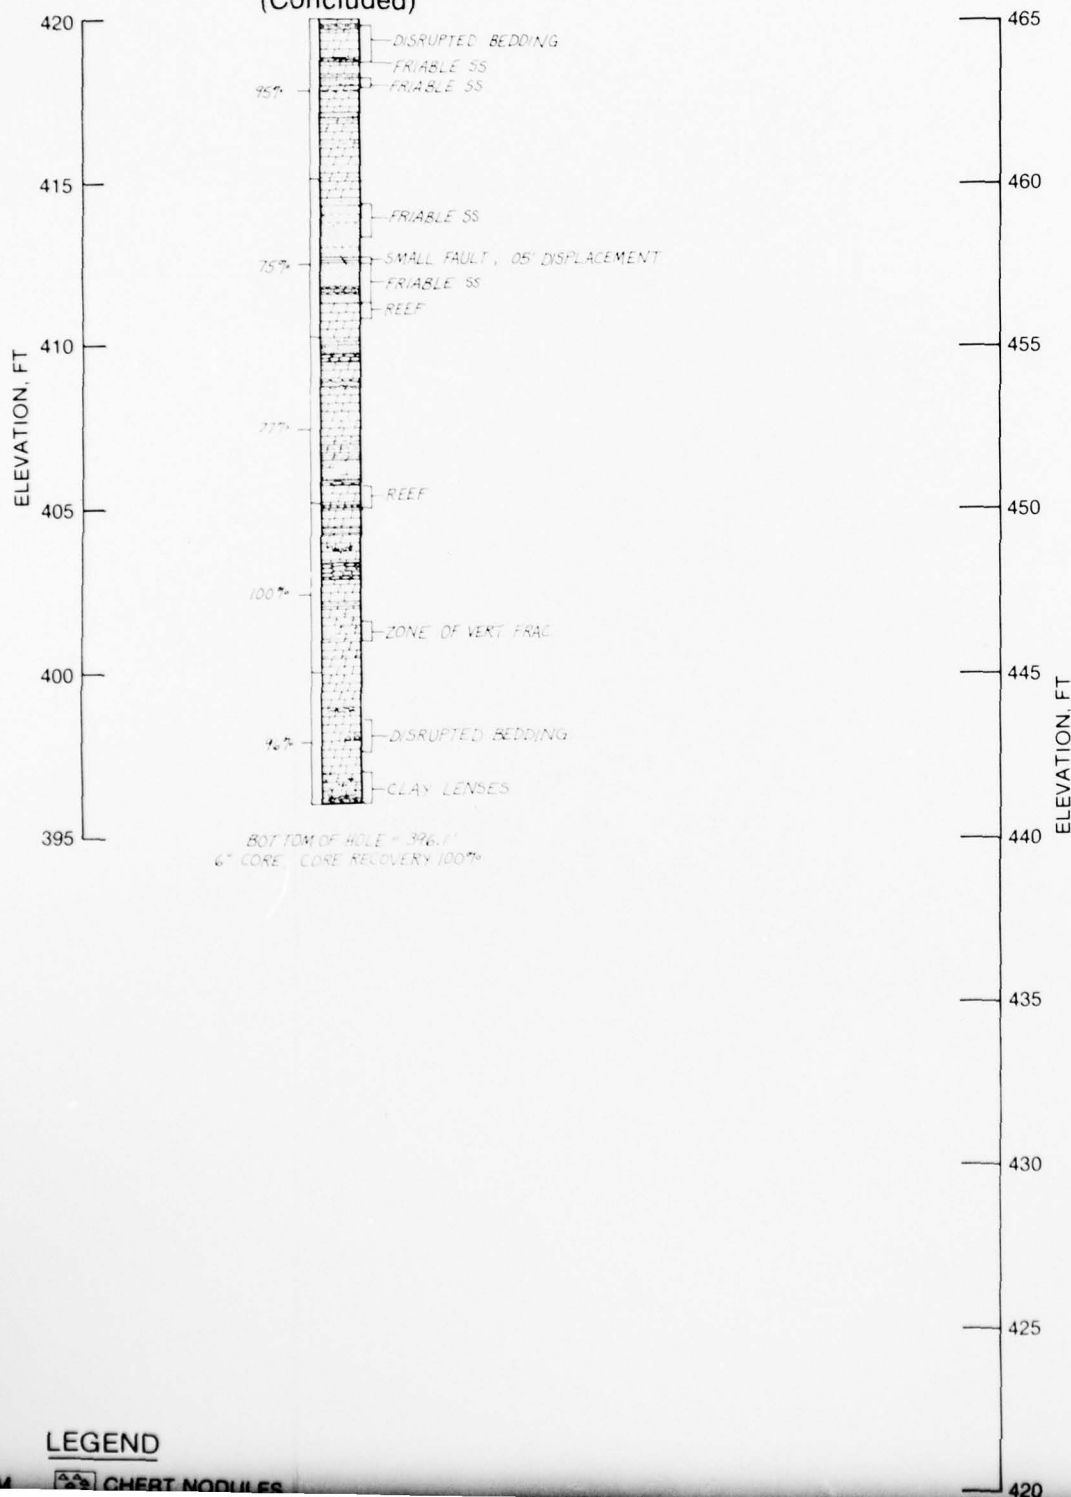 (Concluded)
420
465
DISRUPTED BEDDING
FRIABLE SS
FRIABLE SS
95%
415
460
FRIABLE SS
SMALL FAULT, .05' DISPLACEMENT
75%
FRIABLE SS
REEF
410
455
ELEVATION, FT
77%
REEF
405
450
100%
ZONE OF VERT FRAC.
400
445
ELEVATION, FT
DISRUPTED BEDDING
96%
CLAY LENSES
395
440
BOTTOM OF HOLE = 396.1'
6" CORE, CORE RECOVERY 100%
435
430
425
LEGEND
CHERT NODULES
420